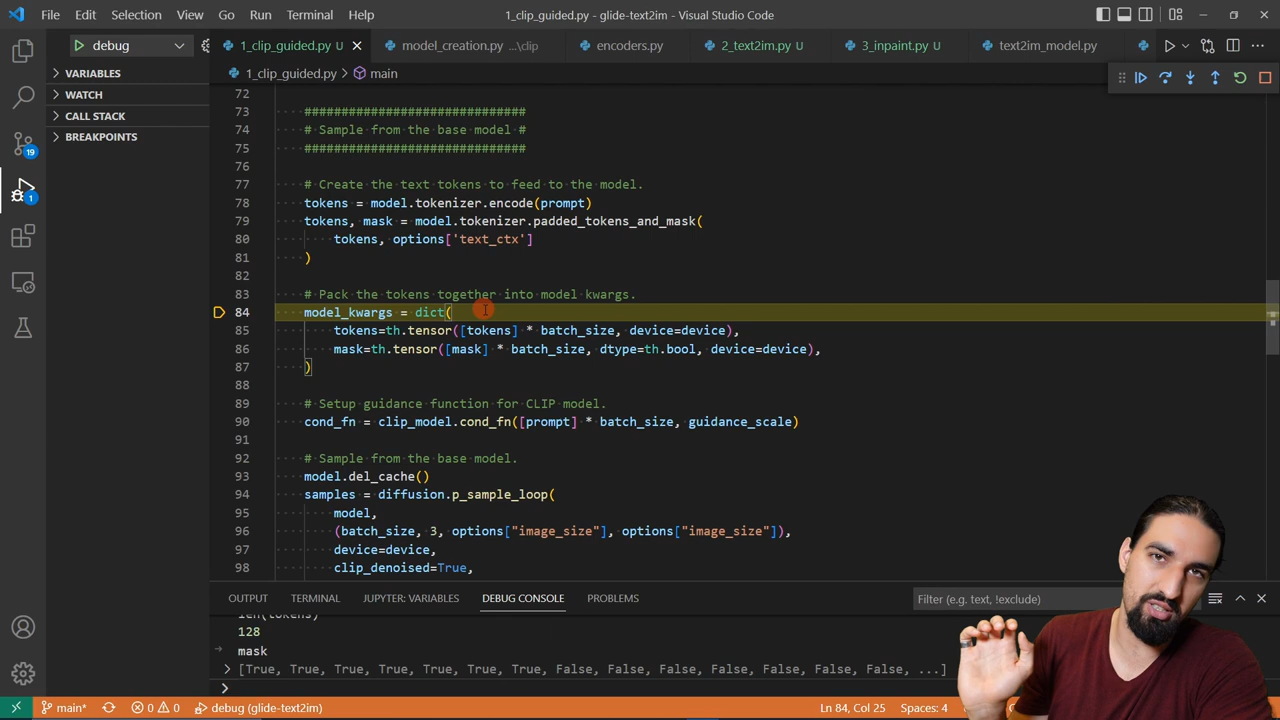 File Edit Selection View Go Run Terminal Help
1_clip_guided.py - glide-text2im - Visual Studio Code
debug
1_clip_guided.py U
model_creation.py ...\clip
encoders.py
2_text2im.py U
3_inpaint.py U
text2im_model.py
1_clip_guided.py > main
VARIABLES
WATCH
CALL STACK
BREAKPOINTS
19
1
72
73 #############################
74 # Sample from the base model #
75 #############################
76
77 # Create the text tokens to feed to the model.
78 tokens = model.tokenizer.encode(prompt)
79 tokens, mask = model.tokenizer.padded_tokens_and_mask(
80 tokens, options['text_ctx']
81 )
82
83 # Pack the tokens together into model kwargs.
84 model_kwargs = dict(
85 tokens=th.tensor([tokens] * batch_size, device=device),
86 mask=th.tensor([mask] * batch_size, dtype=th.bool, device=device),
87 )
88
89 # Setup guidance function for CLIP model.
90 cond_fn = clip_model.cond_fn([prompt] * batch_size, guidance_scale)
91
92 # Sample from the base model.
93 model.del_cache()
94 samples = diffusion.p_sample_loop(
95 model,
96 (batch_size, 3, options["image_size"], options["image_size"]),
97 device=device,
98 clip_denoised=True,
OUTPUT TERMINAL JUPYTER: VARIABLES DEBUG CONSOLE PROBLEMS
Filter (e.g. text, !exclude)
len(tokens)
128
mask
[True, True, True, True, True, True, False, False, False, False, False, False, False, ...]
main* 0 0 debug (glide-text2im)
Ln 84, Col 25 Spaces: 4